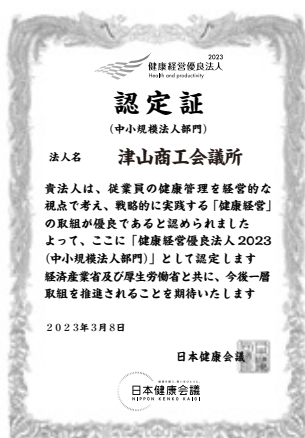 2023
健康経営優良法人
Health and productivity
認定証
（中小規模法人部門）
法人名 津山商工会議所
貴法人は、従業員の健康管理を経営的な
視点で考え、戦略的に実践する「健康経営」
の取組が優良であると認められました
よって、ここに「健康経営優良法人2023
（中小規模法人部門）」として認定します
経済産業省及び厚生労働省と共に、今後一層
取組を推進されることを期待いたします
2023年3月8日
日本健康会議
日本健康会議
NIPPON KENKO KAIGI